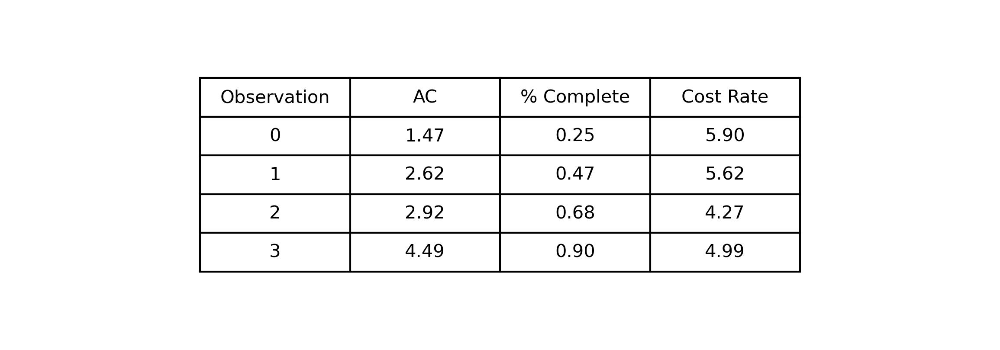 Observation AC % Complete Cost Rate
0 1.47 0.25 5.90
1 2.62 0.47 5.62
2 2.92 0.68 4.27
3 4.49 0.90 4.99